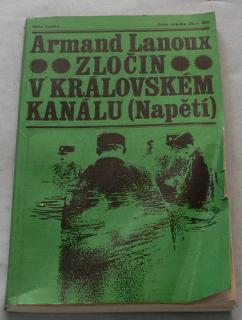 Armand Lanoux
ZLOČIN
V KRÁLOVSKÉM
KANÁLU (Napětí)